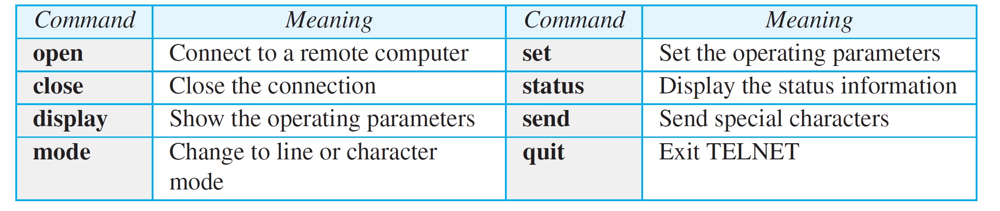 Command Meaning Command Meaning
open Connect to a remote computer set Set the operating parameters
close Close the connection status Display the status information
display Show the operating parameters send Send special characters
mode Change to line or character quit Exit TELNET
mode